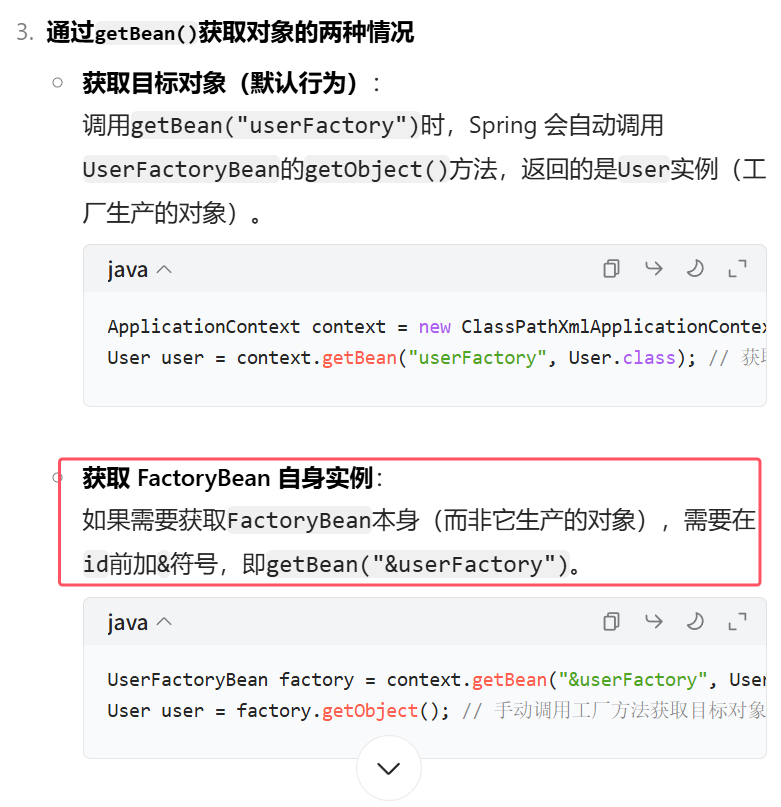 3. 通过getBean()获取对象的两种情况
获取目标对象（默认行为）：
调用getBean("userFactory")时，Spring 会自动调用
UserFactoryBean的getObject()方法，返回的是User实例（工
厂生产的对象）。
java
ApplicationContext context = new ClassPathXmlApplicationContex
User user = context.getBean("userFactory", User.class); // 获
获取 FactoryBean 自身实例：
如果需要获取FactoryBean本身（而非它生产的对象），需要在
id前加&符号，即getBean("&userFactory")。
java
UserFactoryBean factory = context.getBean("&userFactory", User
User user = factory.getObject(); // 手动调用工厂方法获取目标对象